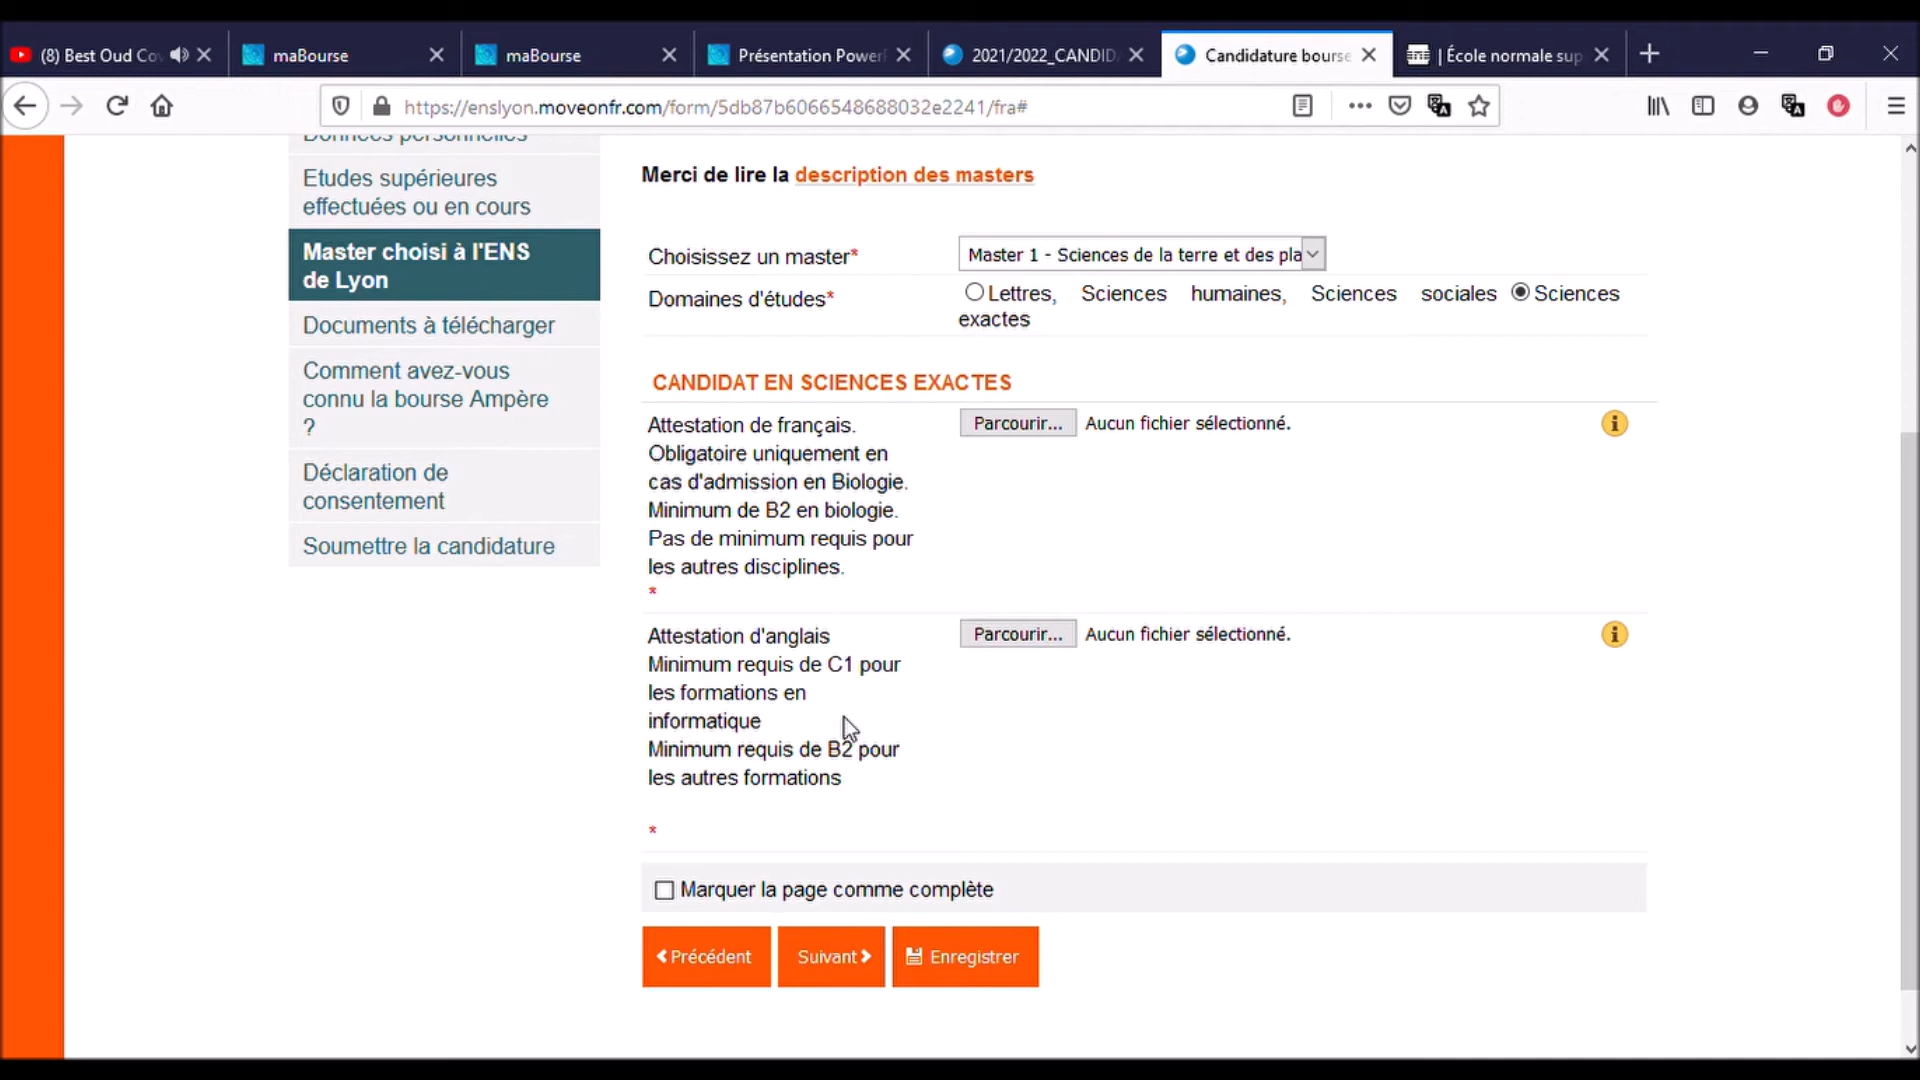 (8) Best Oud Co
maBourse
maBourse
Présentation Power
2021/2022_CANDID
Candidature bourse
| École normale sup
https://enslyon.moveonfr.com/form/5db87b6066548688032e2241/fra#
Données personnelles
Etudes supérieures
effectuées ou en cours
Master choisi à l'ENS
de Lyon
Documents à télécharger
Comment avez-vous
connu la bourse Ampère
?
Déclaration de
consentement
Soumettre la candidature
Merci de lire la description des masters
Choisissez un master*
Master 1 - Sciences de la terre et des pla
Domaines d'études*
Lettres, Sciences humaines, Sciences sociales Sciences
exactes
CANDIDAT EN SCIENCES EXACTES
Attestation de français.
Obligatoire uniquement en
cas d'admission en Biologie.
Minimum de B2 en biologie.
Pas de minimum requis pour
les autres disciplines.
*
Parcourir... Aucun fichier sélectionné.
Attestation d'anglais
Minimum requis de C1 pour
les formations en
informatique
Minimum requis de B2 pour
les autres formations
*
Parcourir... Aucun fichier sélectionné.
Marquer la page comme complète
Précédent
Suivant
Enregistrer